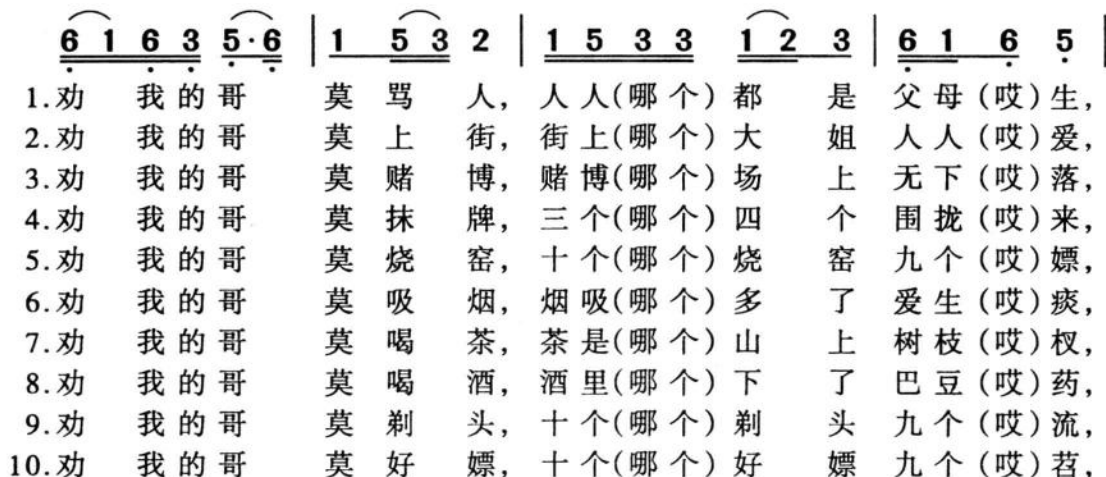 6 1 6 3 5·6 | 1 5 3 2 | 1 5 3 3 1 2 3 | 6 1 6 5 |
1.劝 我的哥 莫骂人，人人(哪个)都是父母(哎)生，
2.劝 我的哥 莫上街，街上(哪个)大姐人人(哎)爱，
3.劝 我的哥 莫赌博，赌博(哪个)场上无下(哎)落，
4.劝 我的哥 莫抹牌，三个(哪个)四个围拢(哎)来，
5.劝 我的哥 莫烧窑，十个(哪个)烧窑九个(哎)嫖，
6.劝 我的哥 莫吸烟，烟吸(哪个)多了爱生(哎)痰，
7.劝 我的哥 莫喝茶，茶是(哪个)山上树枝(哎)杈，
8.劝 我的哥 莫喝酒，酒里(哪个)下了巴豆(哎)药，
9.劝 我的哥 莫剃头，十个(哪个)剃头九个(哎)流，
10.劝 我的哥 莫好嫖，十个(哪个)好嫖九个(哎)苕，